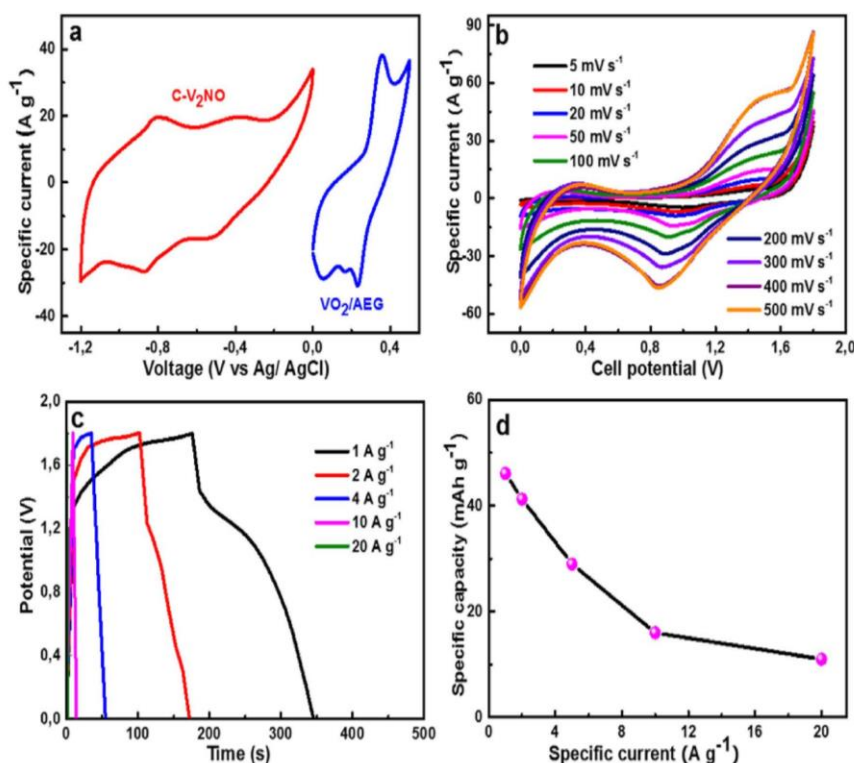 a
C-V₂NO
VO₂/AEG
Specific current (A g⁻¹)
40
20
0
-20
-40
-1,2
-0,8
-0,4
0,0
0,4
Voltage (V vs Ag/ AgCl)
b
5 mV s⁻¹
10 mV s⁻¹
20 mV s⁻¹
50 mV s⁻¹
100 mV s⁻¹
200 mV s⁻¹
300 mV s⁻¹
400 mV s⁻¹
500 mV s⁻¹
Specific current (A g⁻¹)
90
60
30
0
-30
-60
0,0
0,4
0,8
1,2
1,6
2,0
Cell potential (V)
c
1 A g⁻¹
2 A g⁻¹
4 A g⁻¹
10 A g⁻¹
20 A g⁻¹
Potential (V)
2,0
1,6
1,2
0,8
0,4
0,0
0
100
200
300
400
500
Time (s)
d
Specific capacity (mAh g⁻¹)
60
40
20
0
0
4
8
12
16
20
Specific current (A g⁻¹)